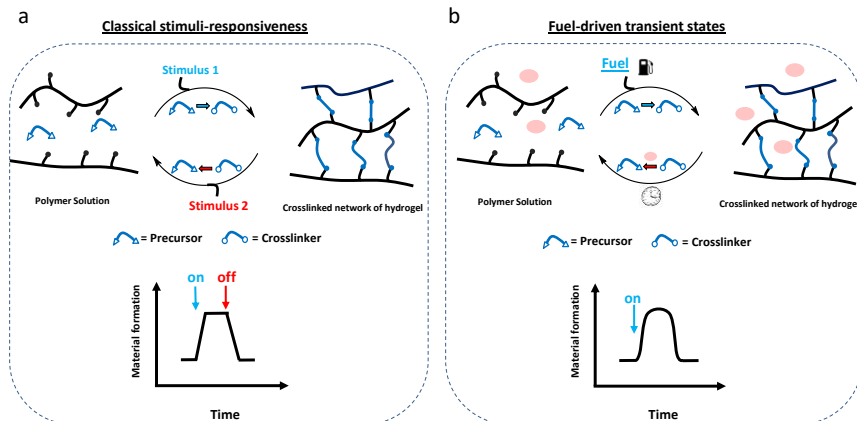 a
Classical stimuli-responsiveness
Stimulus 1
Stimulus 2
Polymer Solution
Crosslinked network of hydrogel
= Precursor
= Crosslinker
on
off
Material formation
Time
b
Fuel-driven transient states
Fuel
Polymer Solution
Crosslinked network of hydroge
= Precursor
= Crosslinker
on
Material formation
Time